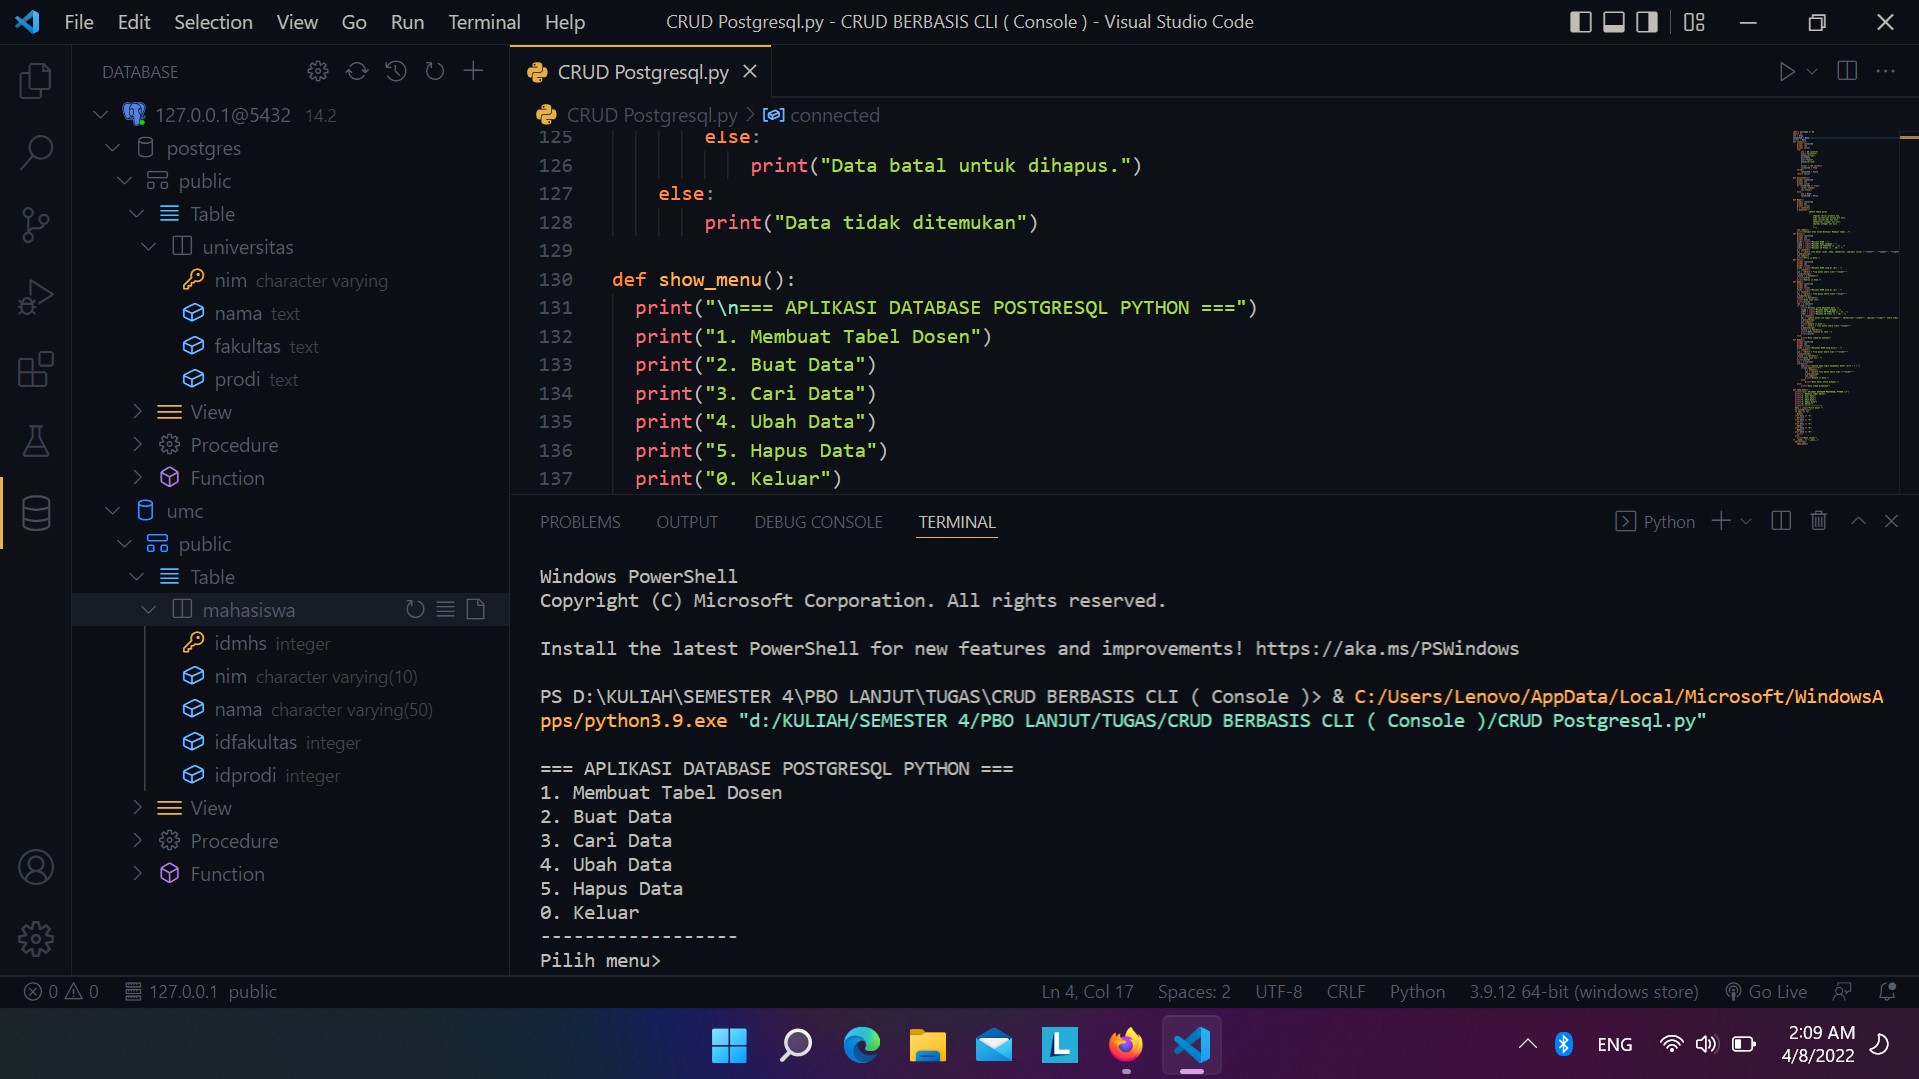 File Edit Selection View Go Run Terminal Help
CRUD Postgresql.py - CRUD BERBASIS CLI ( Console ) - Visual Studio Code
DATABASE
127.0.0.1@5432 14.2
postgres
public
Table
universitas
nim character varying
nama text
fakultas text
prodi text
View
Procedure
Function
umc
public
Table
mahasiswa
idmhs integer
nim character varying(10)
nama character varying(50)
idfakultas integer
idprodi integer
View
Procedure
Function
CRUD Postgresql.py
CRUD Postgresql.py > connected
125 else:
126 print("Data batal untuk dihapus.")
127 else:
128 print("Data tidak ditemukan")
129
130 def show_menu():
131 print("\n=== APLIKASI DATABASE POSTGRESQL PYTHON ===")
132 print("1. Membuat Tabel Dosen")
133 print("2. Buat Data")
134 print("3. Cari Data")
135 print("4. Ubah Data")
136 print("5. Hapus Data")
137 print("0. Keluar")
PROBLEMS OUTPUT DEBUG CONSOLE TERMINAL
Python
Windows PowerShell
Copyright (C) Microsoft Corporation. All rights reserved.
Install the latest PowerShell for new features and improvements! https://aka.ms/PSWindows
PS D:\KULIAH\SEMESTER 4\PBO LANJUT\TUGAS\CRUD BERBASIS CLI ( Console )> & C:/Users/Lenovo/AppData/Local/Microsoft/WindowsA
pps/python3.9.exe "d:/KULIAH/SEMESTER 4/PBO LANJUT/TUGAS/CRUD BERBASIS CLI ( Console )/CRUD Postgresql.py"
=== APLIKASI DATABASE POSTGRESQL PYTHON ===
1. Membuat Tabel Dosen
2. Buat Data
3. Cari Data
4. Ubah Data
5. Hapus Data
0. Keluar
------------------
Pilih menu>
0 0 127.0.0.1 public
Ln 4, Col 17 Spaces: 2 UTF-8 CRLF Python 3.9.12 64-bit (windows store) Go Live
L
ENG
2:09 AM
4/8/2022